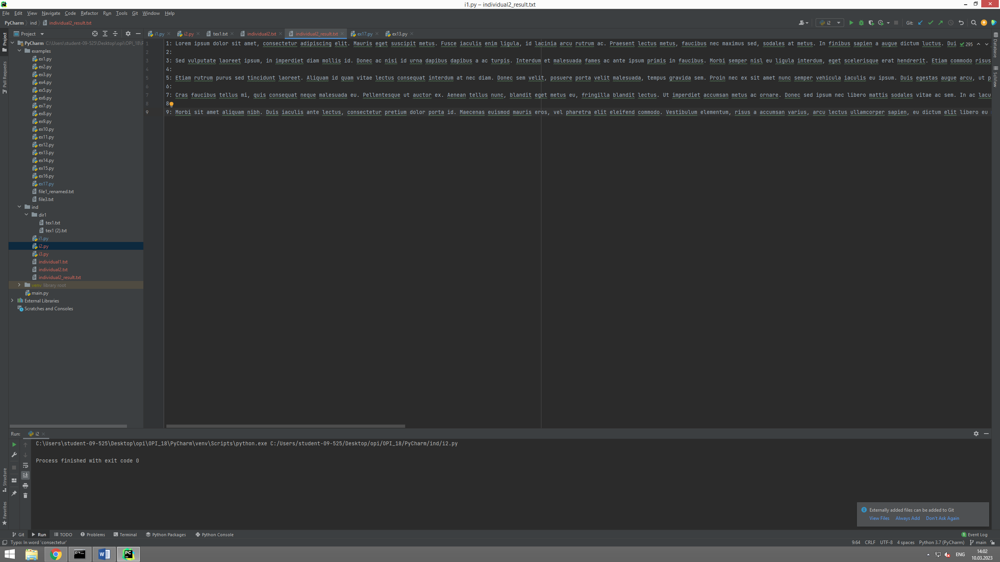 i1.py – individual2_result.txt
File Edit View Navigate Code Refactor Run Tools Git Window Help
PyCharm ind individual2_result.txt
i2 Git:
Project
i1.py i2.py tex1.txt individual2.txt individual2_result.txt ex17.py ex13.py
Project
Pull Requests
Structure
Favorites
Database
SciView
PyCharm C:\Users\student-09-525\Desktop\opi\OPI_18\P
examples
ex1.py
ex2.py
ex3.py
ex4.py
ex5.py
ex6.py
ex7.py
ex8.py
ex9.py
ex10.py
ex11.py
ex12.py
ex13.py
ex14.py
ex15.py
ex16.py
ex17.py
file1_renamed.txt
file3.txt
ind
dir1
tex1.txt
tex1 (2).txt
i1.py
i2.py
i3.py
individual1.txt
individual2.txt
individual2_result.txt
venv library root
main.py
External Libraries
Scratches and Consoles
1 1: Lorem ipsum dolor sit amet, consectetur adipiscing elit. Mauris eget suscipit metus. Fusce iaculis enim ligula, id lacinia arcu rutrum ac. Praesent lectus metus, faucibus nec maximus sed, sodales at metus. In finibus sapien a augue dictum luctus. Dui 295
2 2:
3 3: Sed vulputate laoreet ipsum, in imperdiet diam mollis id. Donec ac nisi id urna dapibus dapibus a ac turpis. Interdum et malesuada fames ac ante ipsum primis in faucibus. Morbi semper nisl eu ligula interdum, eget scelerisque erat hendrerit. Etiam commodo risus
4 4:
5 5: Etiam rutrum purus sed tincidunt laoreet. Aliquam id quam vitae lectus consequat interdum at nec diam. Donec sem velit, posuere porta velit malesuada, tempus gravida sem. Proin nec ex sit amet nunc semper vehicula iaculis eu ipsum. Duis egestas augue arcu, ut p
6 6:
7 7: Cras faucibus tellus mi, quis consequat neque malesuada eu. Pellentesque ut auctor ex. Aenean tellus nunc, blandit eget metus eu, fringilla blandit lectus. Ut imperdiet accumsan metus ac ornare. Donec sed ipsum nec libero mattis sodales vitae ac sem. In ac lacu
8 8
9 9: Morbi sit amet aliquam nibh. Duis iaculis ante lectus, consectetur pretium dolor porta id. Maecenas euismod mauris eros, vel pharetra elit eleifend commodo. Vestibulum elementum, risus a accumsan varius, arcu lectus ullamcorper sapien, eu dictum elit libero eu
Run: i2
C:\Users\student-09-525\Desktop\opi\OPI_18\PyCharm\venv\Scripts\python.exe C:/Users/student-09-525/Desktop/opi/OPI_18/PyCharm/ind/i2.py
Process finished with exit code 0
Externally added files can be added to Git
View Files Always Add Don't Ask Again
Git Run TODO Problems Terminal Python Packages Python Console 1 Event Log
Typo: In word 'consectetur' 9:64 CRLF UTF-8 4 spaces Python 3.7 (PyCharm) main
ENG 14:02
10.03.2023